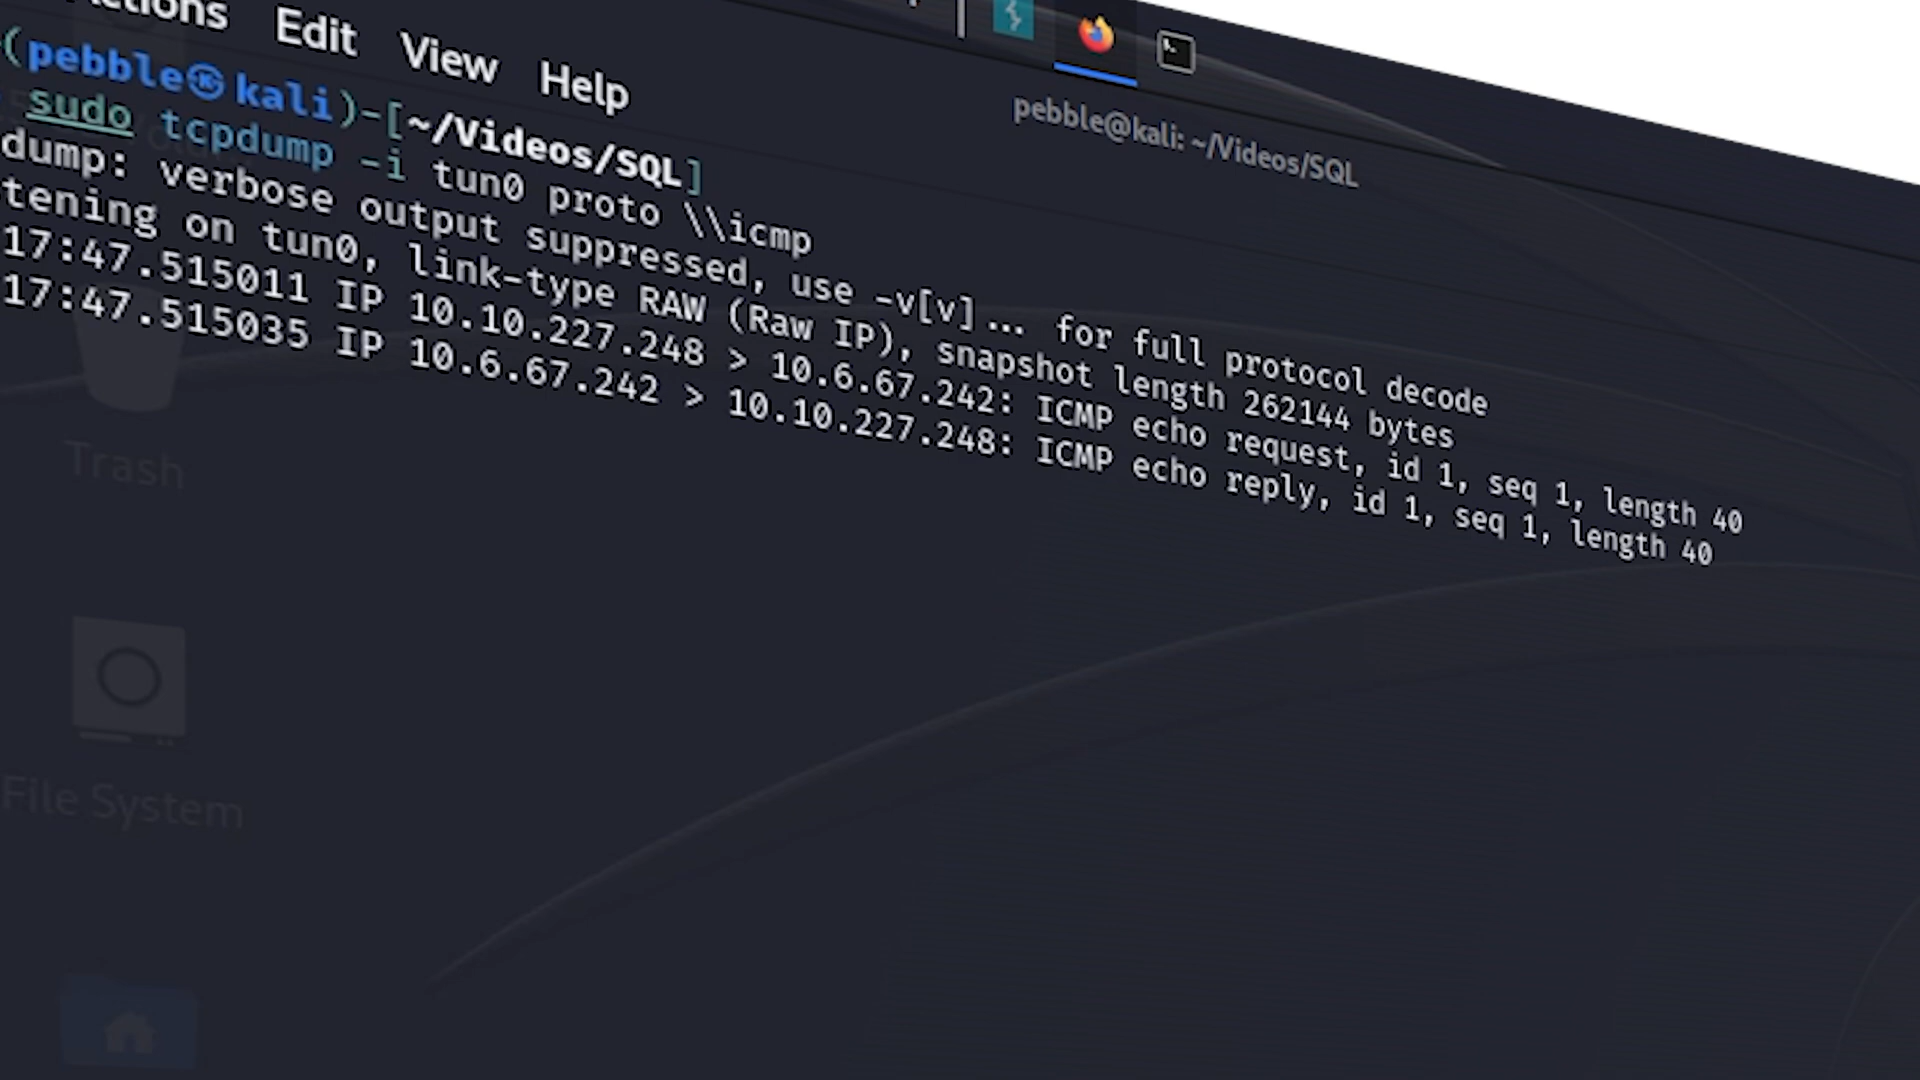 Edit View Help
pebble@kali: ~/Videos/SQL
(pebble㉿kali)-[~/Videos/SQL]
sudo tcpdump -i tun0 proto \\icmp
dump: verbose output suppressed, use -v[v]... for full protocol decode
tening on tun0, link-type RAW (Raw IP), snapshot length 262144 bytes
17:47.515011 IP 10.10.227.248 > 10.6.67.242: ICMP echo request, id 1, seq 1, length 40
17:47.515035 IP 10.6.67.242 > 10.10.227.248: ICMP echo reply, id 1, seq 1, length 40
Trash
File System